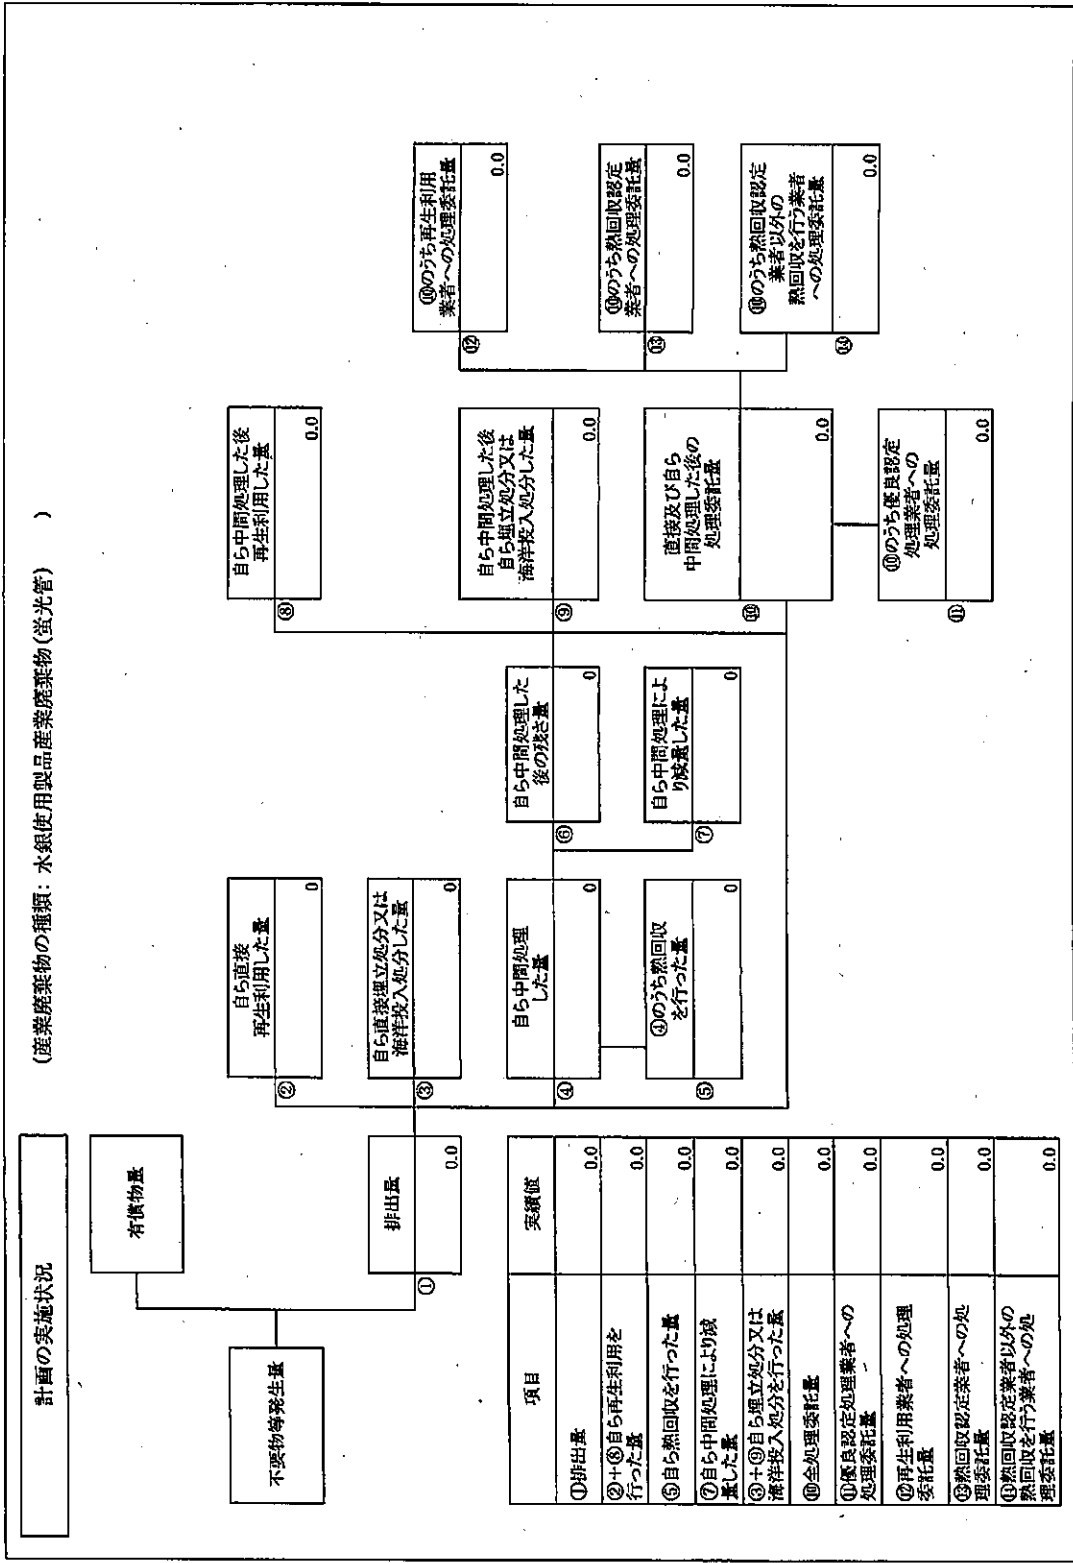 計画の実施状況
(産業廃棄物の種類: 水銀使用製品産業廃棄物(蛍光管) )
不要物等発生量
有償物量
①
排出量
0.0
②
自ら直接
再生利用した量
0
③
自ら直接埋立処分又は
海洋投入処分した量
0
④
自ら中間処理
した量
0
⑤
④のうち熱回収
を行った量
0
⑥
自ら中間処理した
後の残さ量
0
⑦
自ら中間処理によ
り減量した量
0
⑧
自ら中間処理した後
再生利用した量
0.0
⑨
自ら中間処理した後
自ら埋立処分又は
海洋投入処分した量
0.0
⑩
直接及び自ら
中間処理した後の
処理委託量
0.0
⑪
⑩のうち優良認定
処理業者への
処理委託量
0.0
⑫
⑩のうち再生利用
業者への処理委託量
0.0
⑬
⑩のうち熱回収認定
業者への処理委託量
0.0
⑭
⑩のうち熱回収認定
業者以外の
熱回収を行う業者
への処理委託量
0.0
項目 実績値
①排出量 0.0
②+⑧自ら再生利用を
行った量 0.0
⑤自ら熱回収を行った量 0.0
⑦自ら中間処理により減
量した量 0.0
③+⑨自ら埋立処分又は
海洋投入処分を行った量 0.0
⑩全処理委託量 0.0
⑪優良認定処理業者への
処理委託量 0.0
⑫再生利用業者への処理
委託量 0.0
⑬熱回収認定業者への処
理委託量 0.0
⑭熱回収認定業者以外の
熱回収を行う業者への処
理委託量 0.0